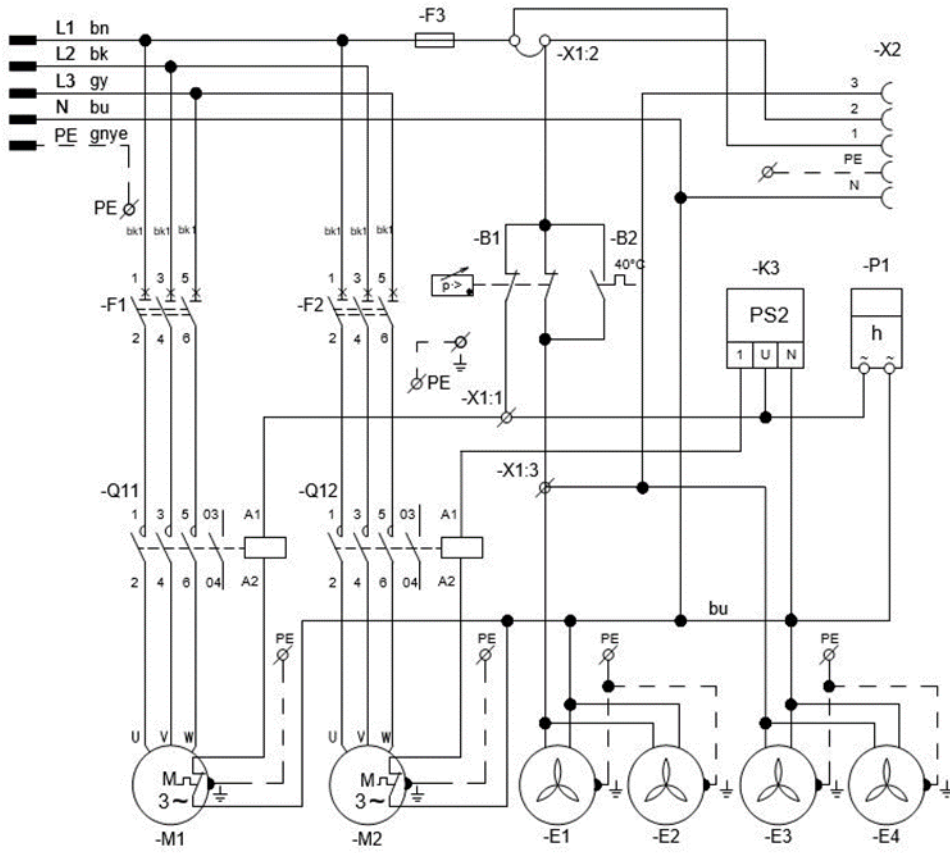 L1 bn
-F3
-X1:2
-X2
L2 bk
L3 gy
3
N bu
2
PE gnye
1
PE
N
PE
bk1 bk1 bk1
bk1 bk1 bk1
-B1
-B2
40°C
-K3
-P1
p->
1 3 5
-F1
2 4 6
1 3 5
-F2
2 4 6
PS2
1 U N
h
~ ~
PE
-X1:1
-X1:3
-Q11
1 3 5 03 A1
2 4 6 04 A2
-Q12
1 3 5 03 A1
2 4 6 04 A2
bu
PE
PE
PE
PE
U V W
U V W
M
3~
M
3~
-M1
-M2
-E1
-E2
-E3
-E4